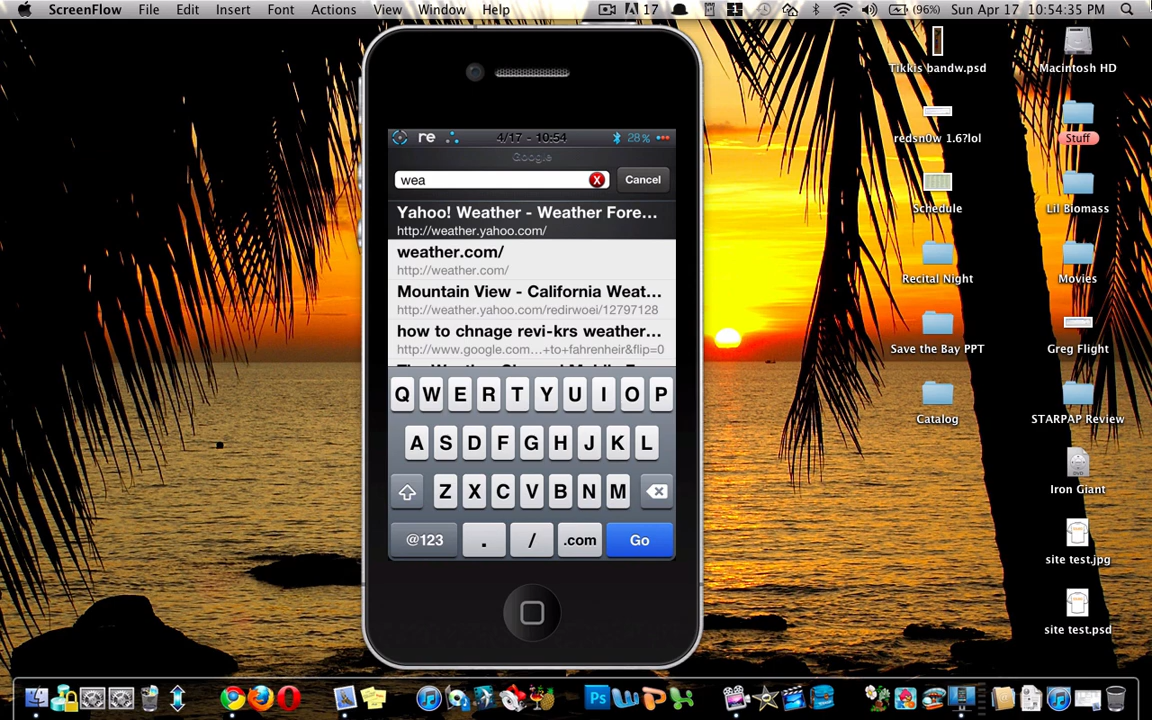 ScreenFlow File Edit Insert Font Actions View Window Help 17 1 (96%) Sun Apr 17 10:54:35 PM
re 4/17 - 10:54 28%
Google
wea Cancel
Yahoo! Weather - Weather Fore...
http://weather.yahoo.com/
weather.com/
http://weather.com/
Mountain View - California Weat...
http://weather.yahoo.com/redirwoei/12797128
how to chnage revi-krs weather...
http://www.google.com...+to+fahrenheir&flip=0
Q W E R T Y U I O P
A S D F G H J K L
Z X C V B N M
@123 . / .com Go
Tikkis bandw.psd
Macintosh HD
redsn0w 1.6?lol
Stuff
Schedule
Lil Biomass
Recital Night
Movies
Save the Bay PPT
Greg Flight
Catalog
STARPAP Review
Iron Giant
site test.jpg
site test.psd
Ps